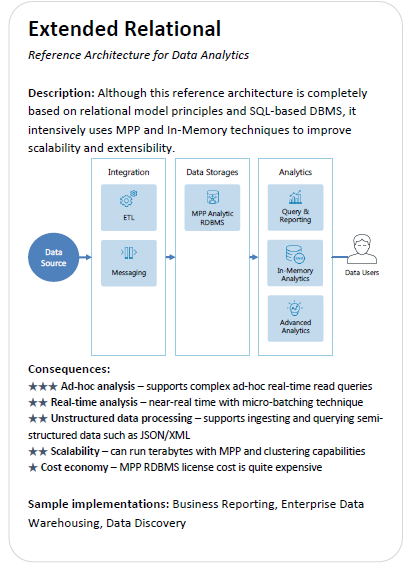 Extended Relational
Reference Architecture for Data Analytics
Description: Although this reference architecture is completely
based on relational model principles and SQL-based DBMS, it
intensively uses MPP and In-Memory techniques to improve
scalability and extensibility.
Integration
Data Storages
Analytics
ETL
MPP Analytic
RDBMS
Query &
Reporting
Data
Source
Messaging
In-Memory
Analytics
Data Users
Advanced
Analytics
Consequences:
★★★ Ad-hoc analysis – supports complex ad-hoc real-time read queries
★★ Real-time analysis – near-real time with micro-batching technique
★★ Unstructured data processing – supports ingesting and querying semi-
structured data such as JSON/XML
★★ Scalability – can run terabytes with MPP and clustering capabilities
★ Cost economy – MPP RDBMS license cost is quite expensive
Sample implementations: Business Reporting, Enterprise Data
Warehousing, Data Discovery